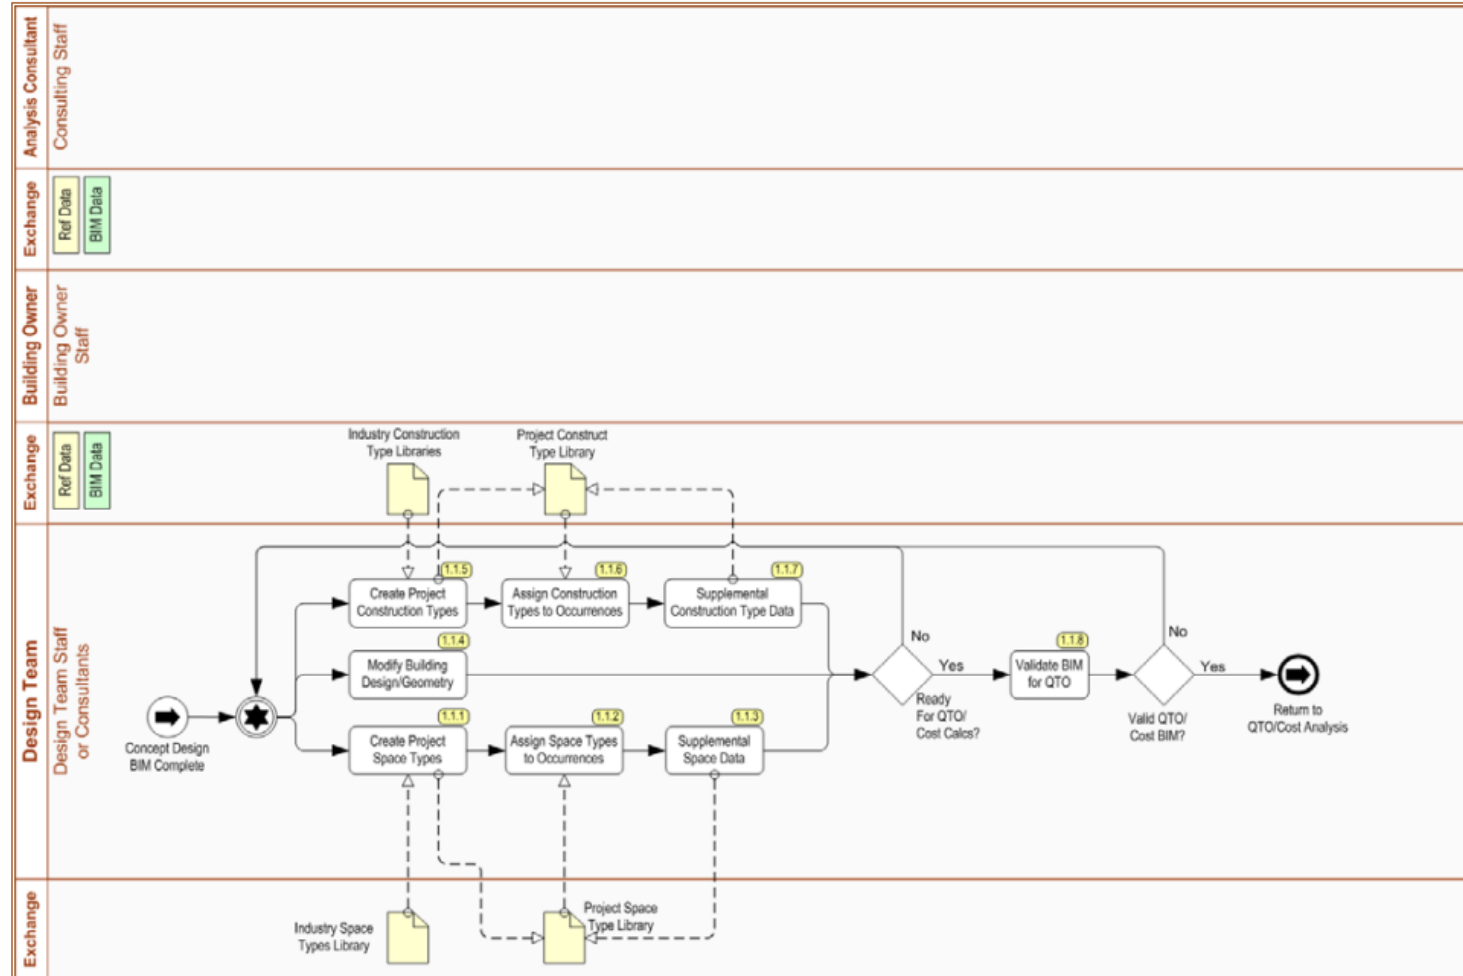 Analysis Consultant
Consulting Staff
Exchange
Ref Data
BIM Data
Building Owner
Building Owner
Staff
Exchange
Ref Data
BIM Data
Industry Construction
Type Libraries
Project Construct
Type Library
Design Team
Design Team Staff
or Consultants
1.1.5
Create Project
Construction Types
1.1.6
Assign Construction
Types to Occurrences
1.1.7
Supplemental
Construction Type Data
1.1.4
Modify Building
Design/Geometry
No
Yes
Ready
For QTO/
Cost Calcs?
1.1.8
Validate BIM
for QTO
No
Yes
Valid QTO/
Cost BIM?
Return to
QTO/Cost Analysis
Concept Design
BIM Complete
1.1.1
Create Project
Space Types
1.1.2
Assign Space Types
to Occurrences
1.1.3
Supplemental
Space Data
Exchange
Industry Space
Types Library
Project Space
Type Library